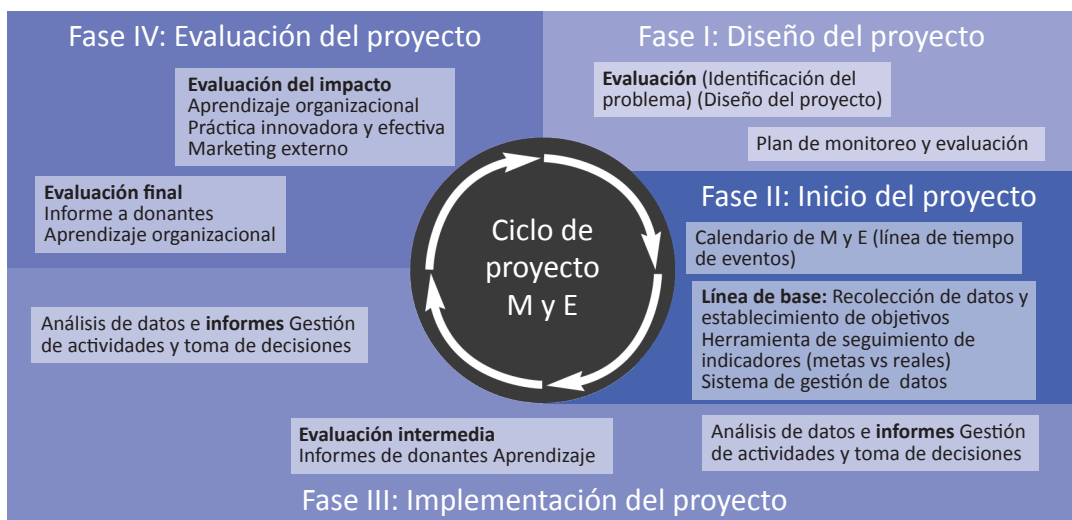 Fase IV: Evaluación del proyecto
Evaluación del impacto
Aprendizaje organizacional
Práctica innovadora y efectiva
Marketing externo
Evaluación final
Informe a donantes
Aprendizaje organizacional
Fase I: Diseño del proyecto
Evaluación (Identificación del
problema) (Diseño del proyecto)
Plan de monitoreo y evaluación
Fase II: Inicio del proyecto
Calendario de M y E (línea de tiempo
de eventos)
Línea de base: Recolección de datos y
establecimiento de objetivos
Herramienta de seguimiento de
indicadores (metas vs reales)
Sistema de gestión de datos
Ciclo de
proyecto
M y E
Análisis de datos e informes Gestión
de actividades y toma de decisiones
Evaluación intermedia
Informes de donantes Aprendizaje
Análisis de datos e informes Gestión
de actividades y toma de decisiones
Fase III: Implementación del proyecto